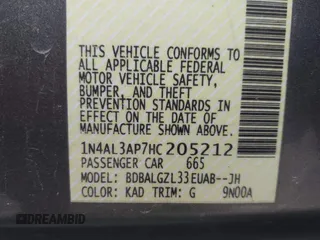 THIS VEHICLE CONFORMS TO
ALL APPLICABLE FEDERAL
MOTOR VEHICLE SAFETY,
BUMPER, AND THEFT
PREVENTION STANDARDS IN
EFFECT ON THE DATE OF
MANUFACTURE SHOWN ABOVE.
1N4AL3AP7HC205212
PASSENGER CAR 665
MODEL: BDBALGZL33EUAB--JH
COLOR: KAD TRIM: G 9N00A
AUTOBIDMASTER